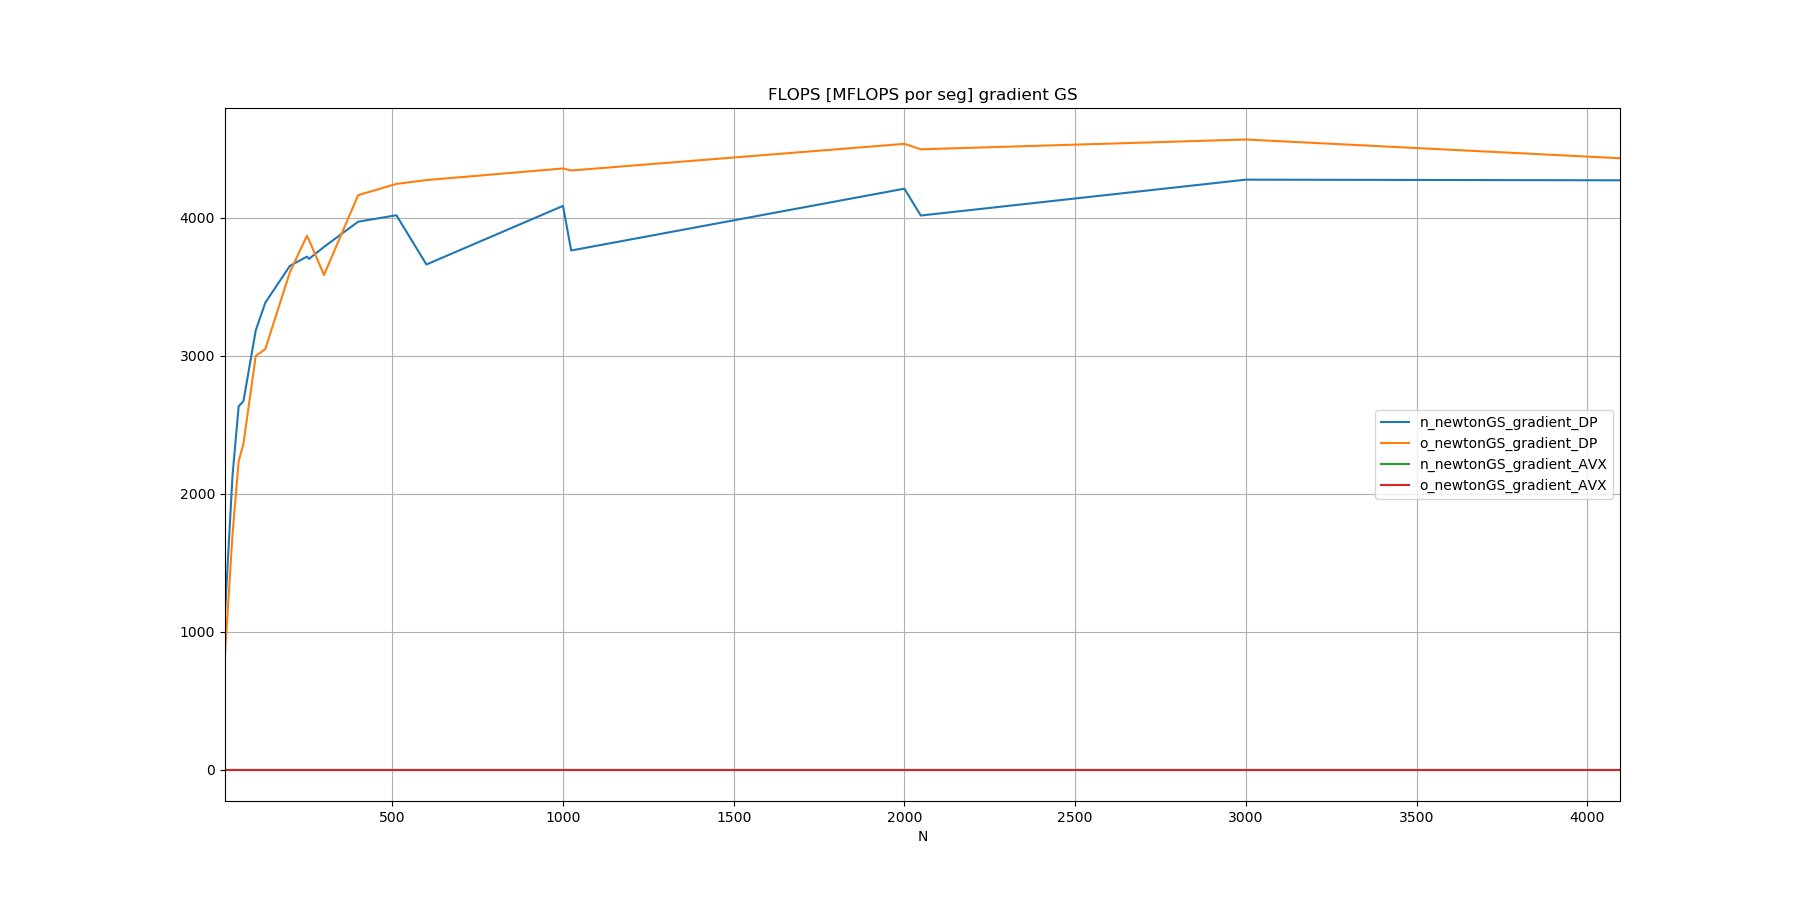 FLOPS [MFLOPS por seg] gradient GS
4000
3000
2000
1000
0
n_newtonGS_gradient_DP
o_newtonGS_gradient_DP
n_newtonGS_gradient_AVX
o_newtonGS_gradient_AVX
500 1000 1500 2000 2500 3000 3500 4000
N